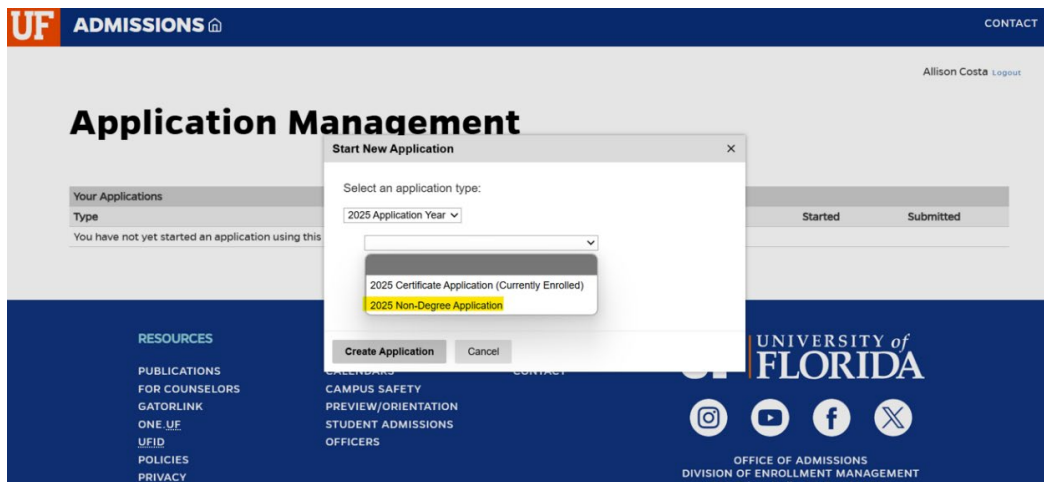 UF ADMISSIONS CONTACT
Allison Costa Logout
Application Management
Start New Application ×
Select an application type:
2025 Application Year
2025 Certificate Application (Currently Enrolled)
2025 Non-Degree Application
Create Application Cancel
Your Applications
Type Started Submitted
You have not yet started an application using this
RESOURCES
PUBLICATIONS
FOR COUNSELORS
GATORLINK
ONE.UF
UFID
POLICIES
PRIVACY
CALENDARS
CAMPUS SAFETY
PREVIEW/ORIENTATION
STUDENT ADMISSIONS
OFFICERS
CONTACT
UNIVERSITY of
FLORIDA
OFFICE OF ADMISSIONS
DIVISION OF ENROLLMENT MANAGEMENT